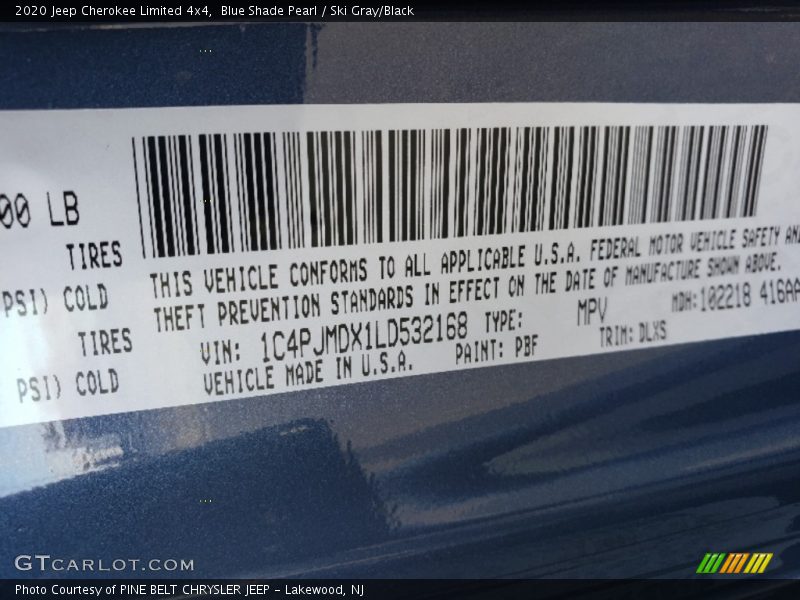 2020 Jeep Cherokee Limited 4x4,  Blue Shade Pearl / Ski Gray/Black
00 LB
TIRES
PSI) COLD
TIRES
PSI) COLD
THIS VEHICLE CONFORMS TO ALL APPLICABLE U.S.A. FEDERAL MOTOR VEHICLE SAFETY AND
THEFT PREVENTION STANDARDS IN EFFECT ON THE DATE OF MANUFACTURE SHOWN ABOVE.
VIN: 1C4PJMDX1LD532168 TYPE: MPV MDH:102218 416AA
VEHICLE MADE IN U.S.A. PAINT: PBF TRIM: DLXS
GTCARLOT.COM
Photo Courtesy of PINE BELT CHRYSLER JEEP - Lakewood, NJ